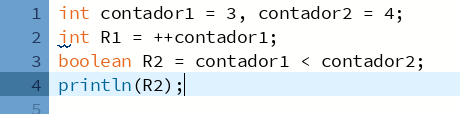 1 int contador1 = 3, contador2 = 4;
2 int R1 = ++contador1;
3 boolean R2 = contador1 < contador2;
4 println(R2);
5